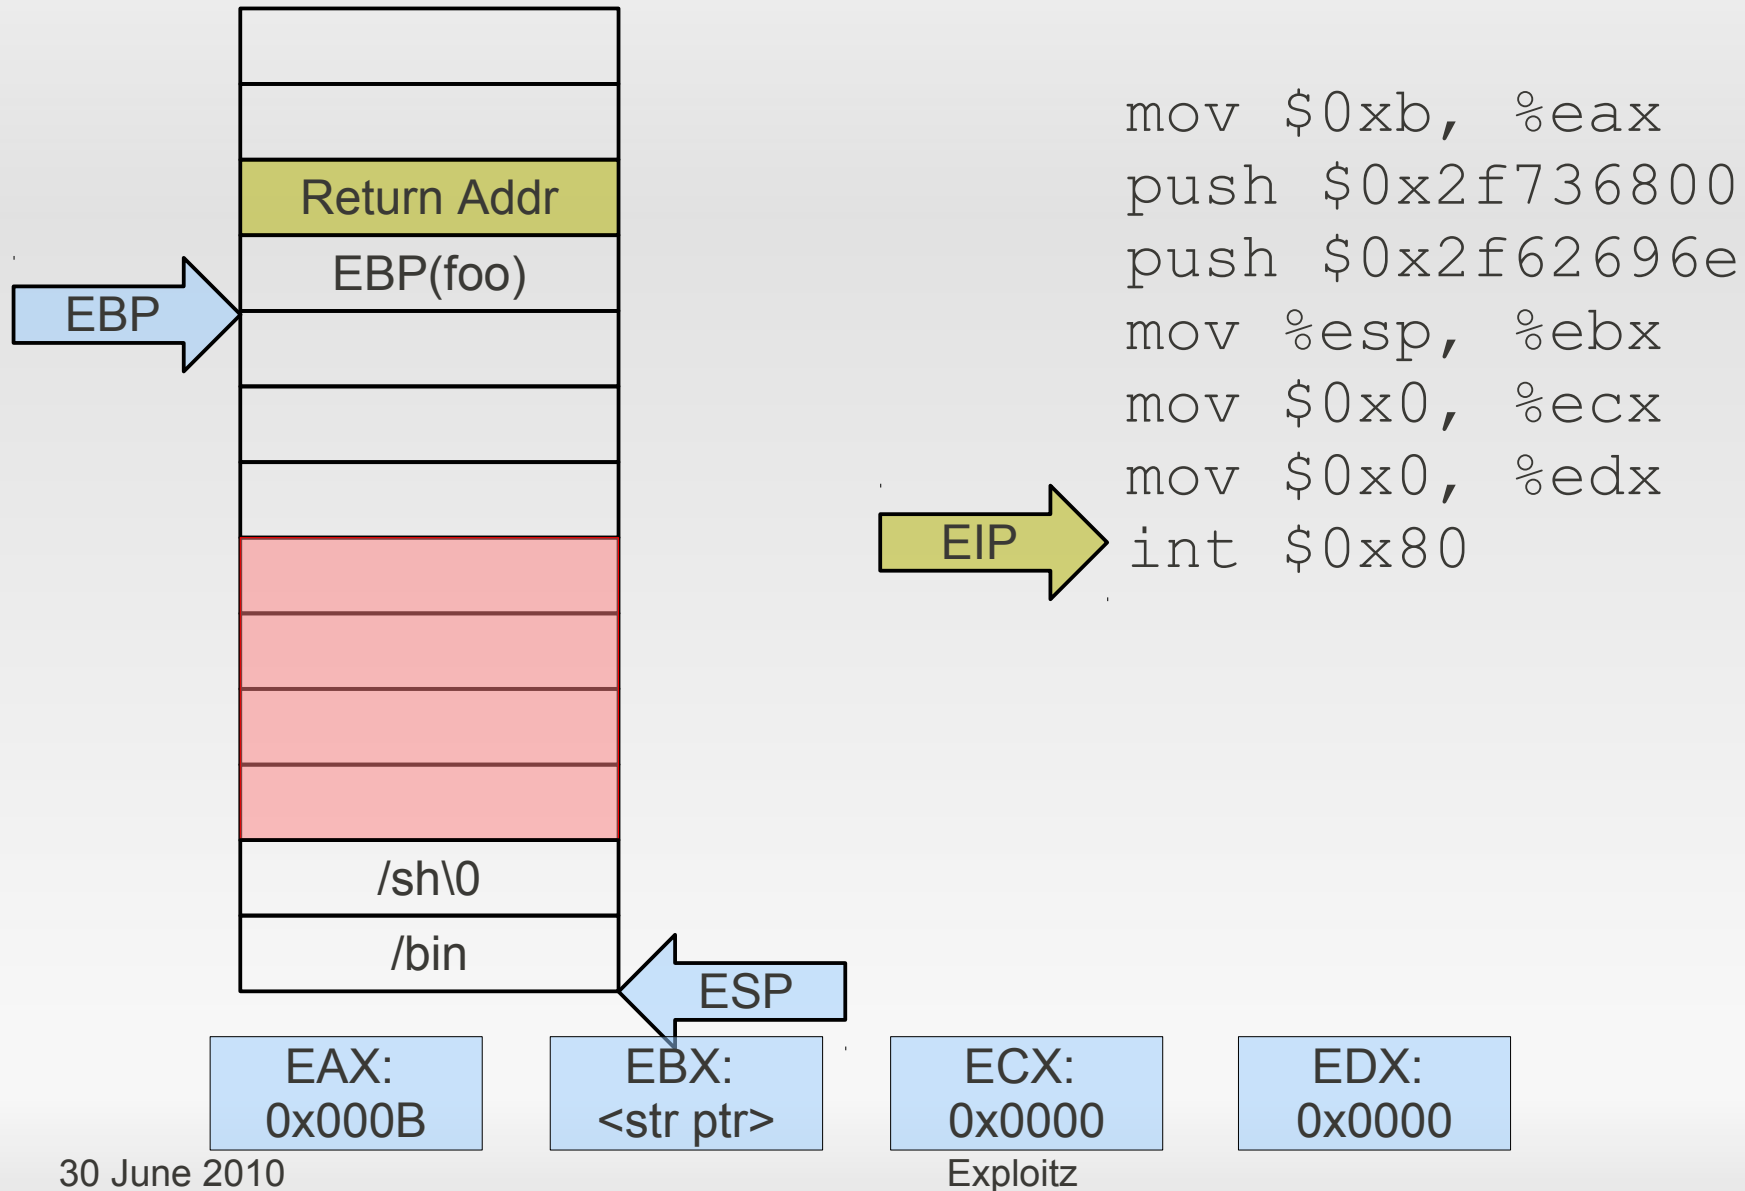 Return Addr
EBP(foo)
EBP
/sh\0
/bin
ESP
mov $0xb, %eax
push $0x2f736800
push $0x2f62696e
mov %esp, %ebx
mov $0x0, %ecx
mov $0x0, %edx
EIP
int $0x80
EAX:
0x000B
EBX:
<str ptr>
ECX:
0x0000
EDX:
0x0000
30 June 2010
Exploitz